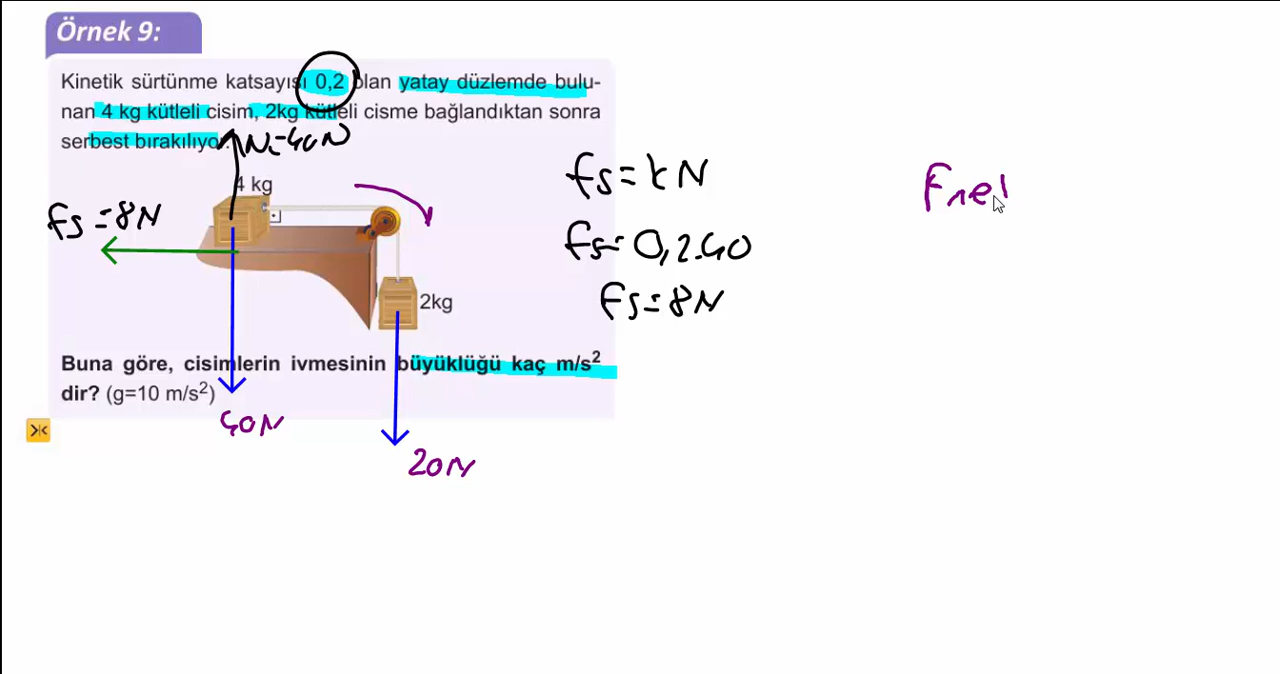 Örnek 9:
Kinetik sürtünme katsayısı 0,2 olan yatay düzlemde bulu-
nan 4 kg kütleli cisim, 2kg kütleli cisme bağlandıktan sonra
serbest bırakılıyor.
N=40N
4 kg
fs=8N
2kg
Buna göre, cisimlerin ivmesinin büyüklüğü kaç m/s²
dir? (g=10 m/s²)
40N
20N
fs=kN
fs=0,2.40
fs=8N
Fnet